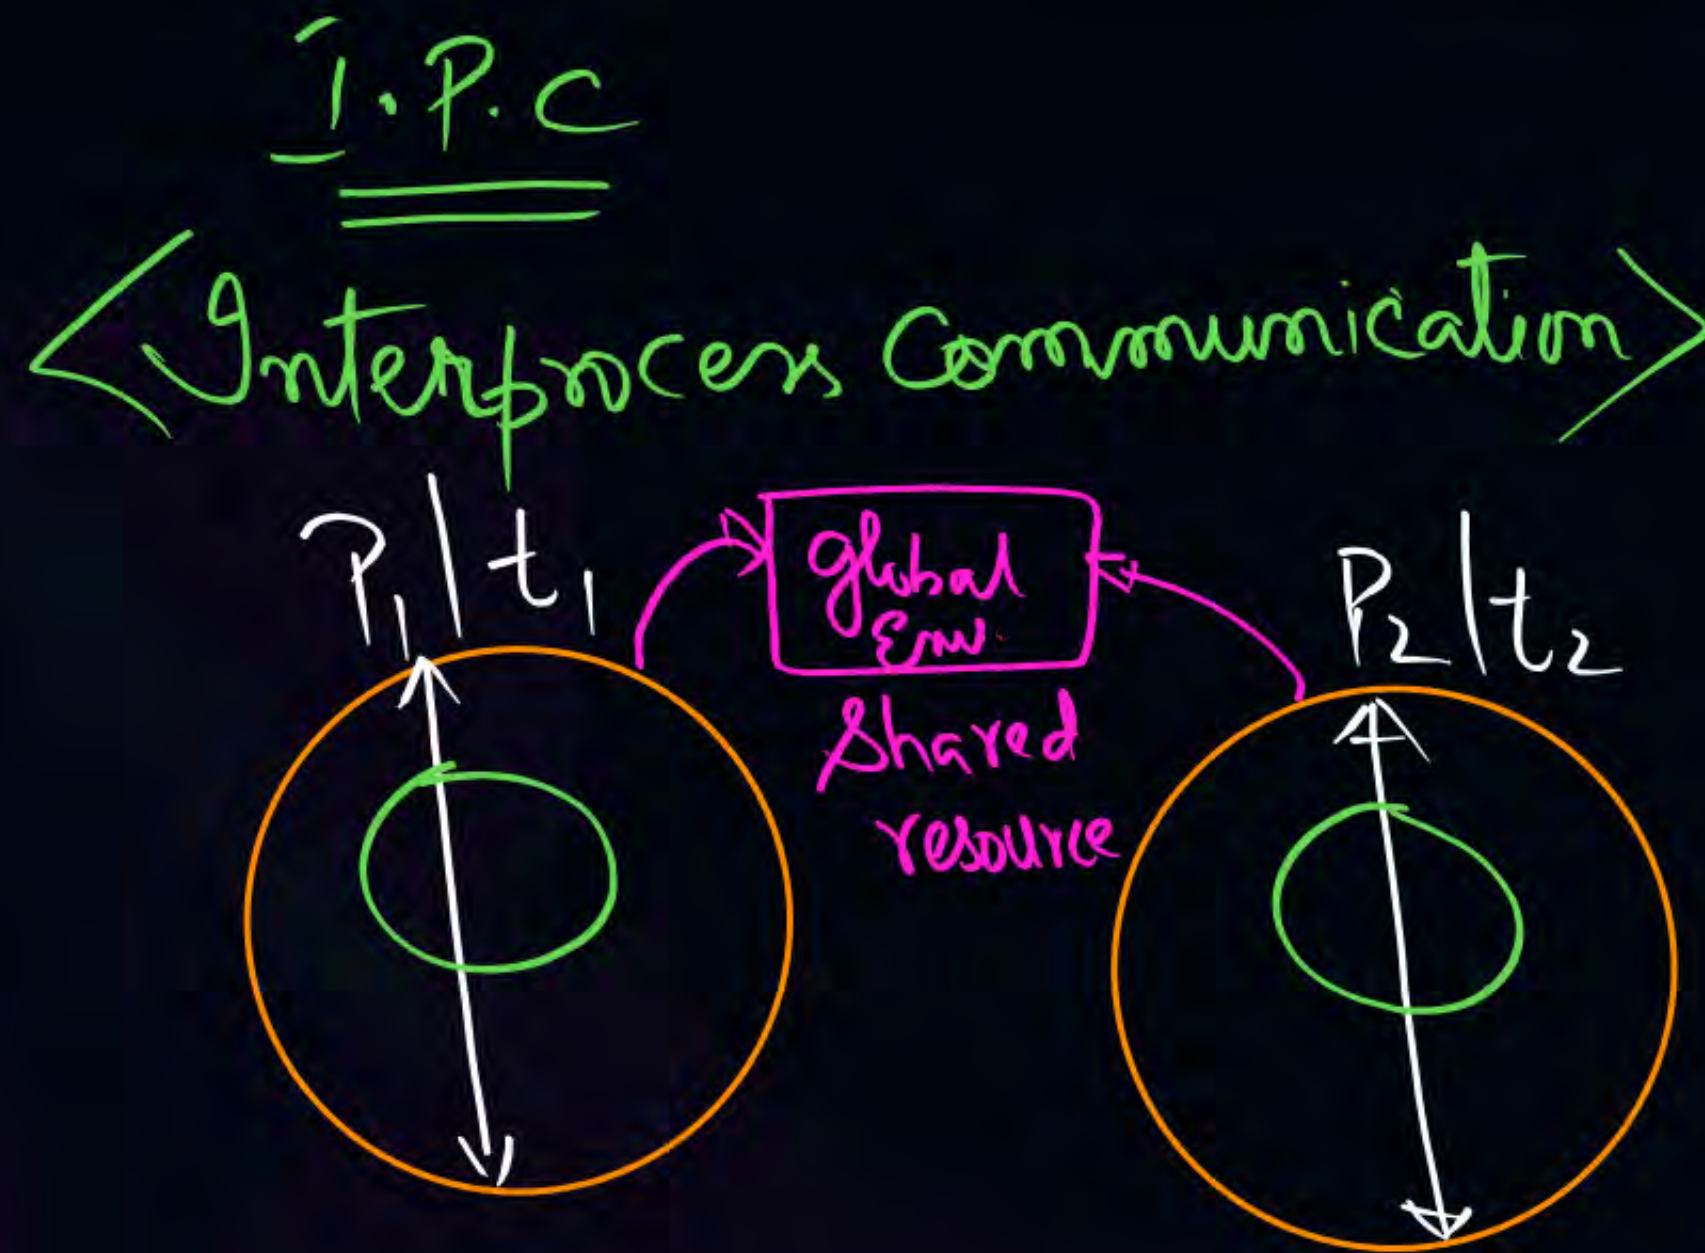 I.P.C
<Interprocess Communication>
P1/t1
global
Env.
Shared
resource
P2/t2